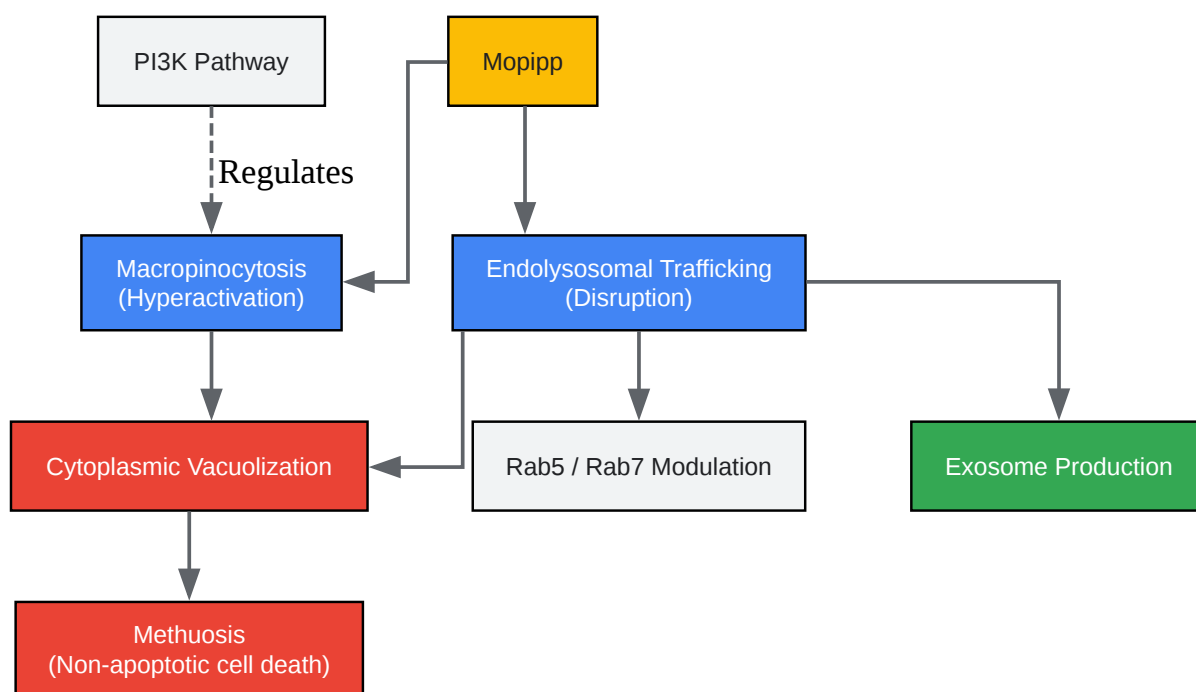 PI3K Pathway
Mopipp
Regulates
Macropinocytosis
(Hyperactivation)
Endolysosomal Trafficking
(Disruption)
Cytoplasmic Vacuolization
Rab5 / Rab7 Modulation
Exosome Production
Methuosis
(Non-apoptotic cell death)